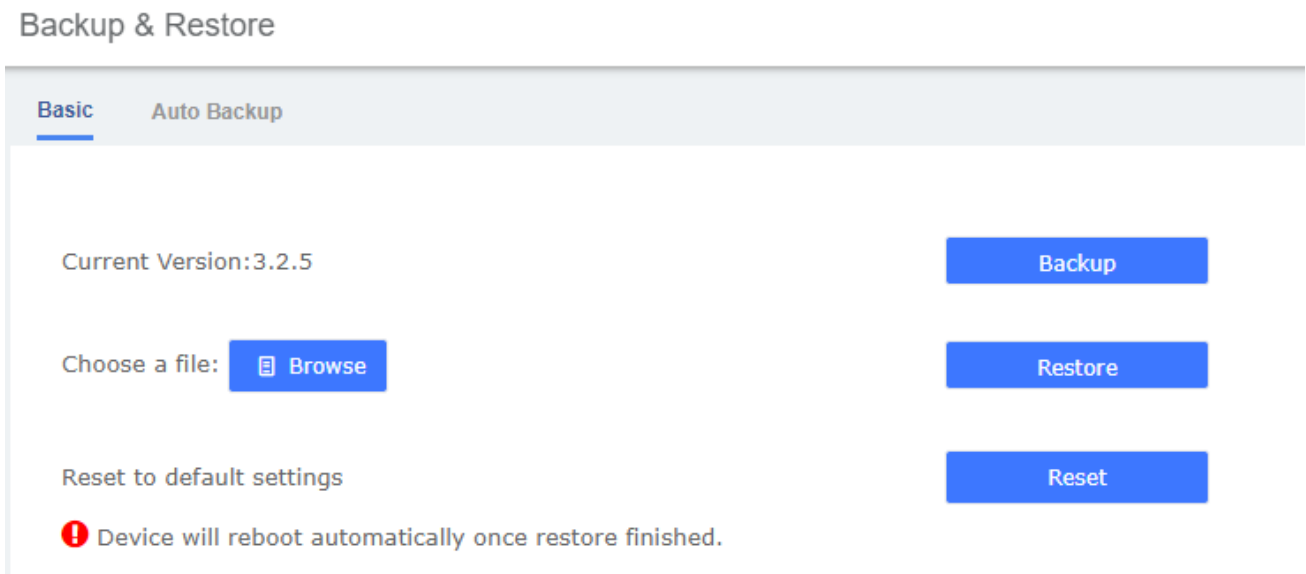 Backup & Restore
Basic Auto Backup
Current Version:3.2.5 Backup
Choose a file: Browse Restore
Reset to default settings Reset
Device will reboot automatically once restore finished.